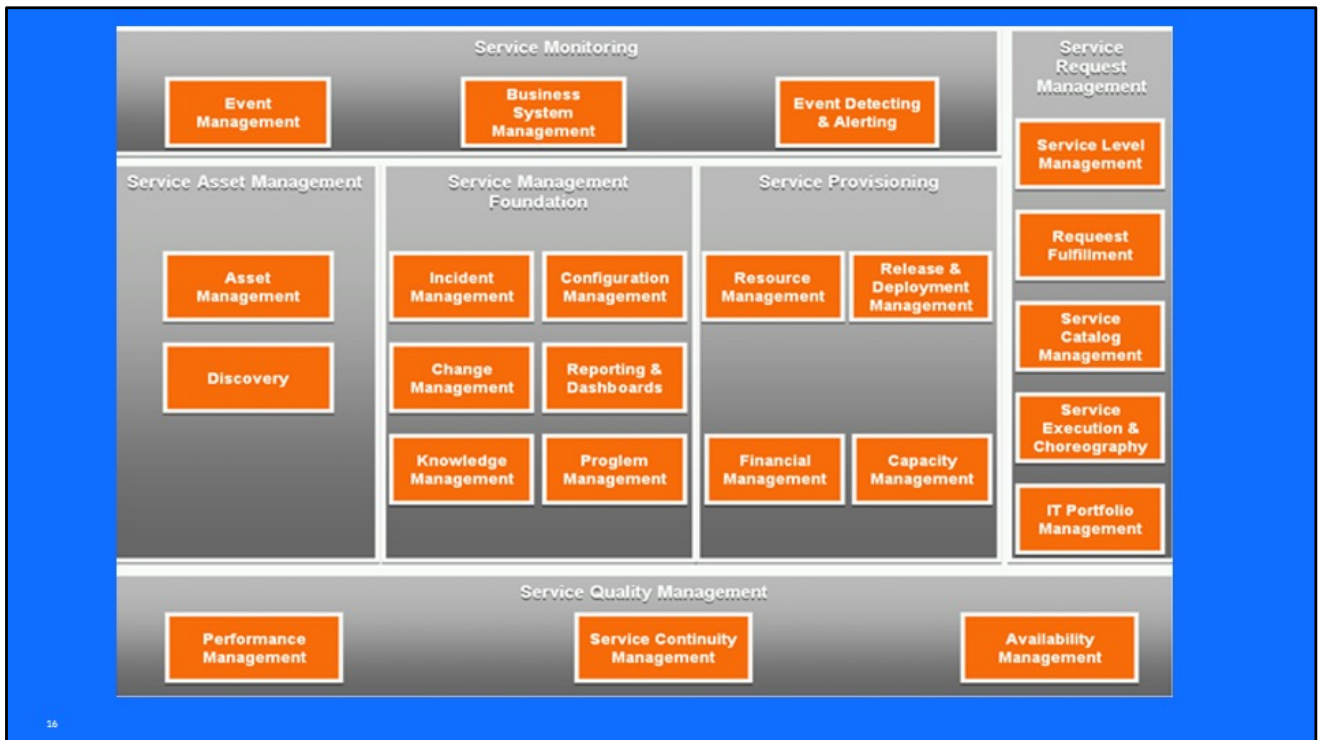 Service Monitoring
Event
Management
Business
System
Management
Event Detecting
& Alerting
Service
Request
Management
Service Level
Management
Requeest
Fulfillment
Service
Catalog
Management
Service
Execution &
Choreography
IT Portfolio
Management
Service Asset Management
Asset
Management
Discovery
Service Management
Foundation
Incident
Management
Configuration
Management
Change
Management
Reporting &
Dashboards
Knowledge
Management
Proglem
Management
Service Provisioning
Resource
Management
Release &
Deployment
Management
Financial
Management
Capacity
Management
Service Quality Management
Performance
Management
Service Continuity
Management
Availability
Management
16